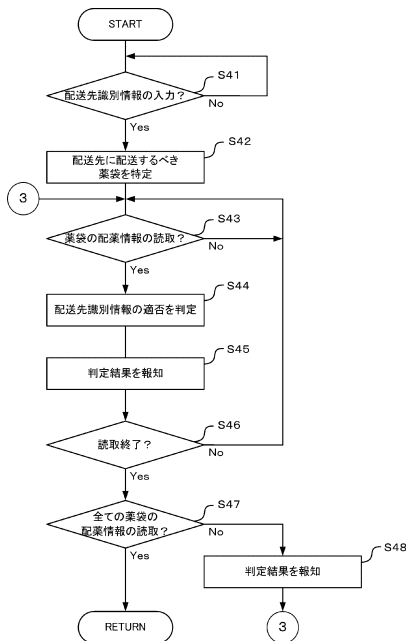 START
S41
配送先識別情報の入力？
No
Yes
S42
配送先に配送するべき
薬袋を特定
3
S43
薬袋の配薬情報の読取？
No
Yes
S44
配送先識別情報の適否を判定
S45
判定結果を報知
S46
読取終了？
No
Yes
S47
全ての薬袋の
配薬情報の読取？
No
Yes
S48
判定結果を報知
RETURN
3